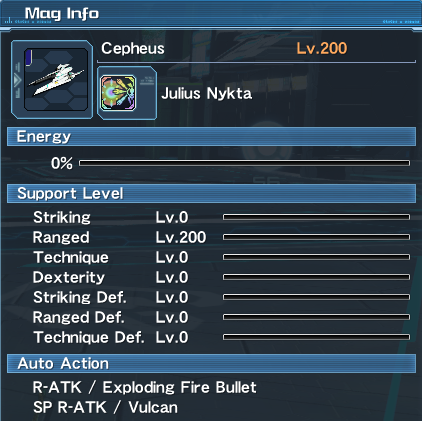 Mag Info
Cepheus Lv.200
Julius Nykta
Energy
0%
Support Level
Striking Lv.0
Ranged Lv.200
Technique Lv.0
Dexterity Lv.0
Striking Def. Lv.0
Ranged Def. Lv.0
Technique Def. Lv.0
Auto Action
R-ATK / Exploding Fire Bullet
SP R-ATK / Vulcan